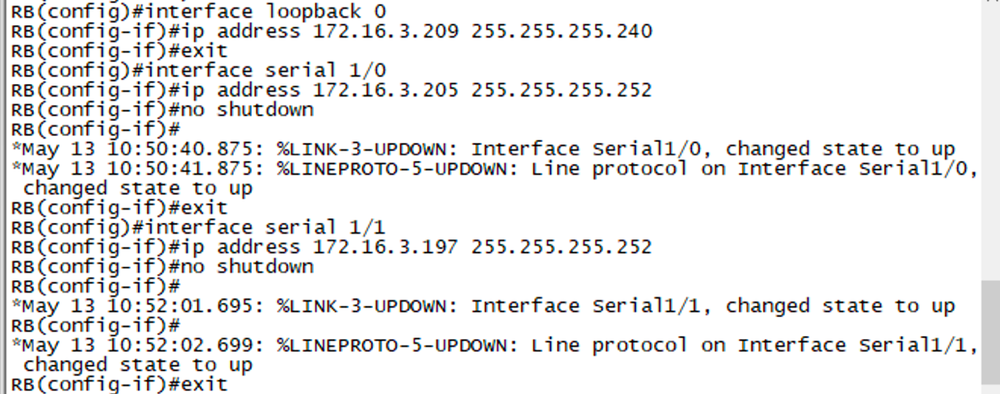 RB(config)#interface loopback 0
RB(config-if)#ip address 172.16.3.209 255.255.255.240
RB(config-if)#exit
RB(config)#interface serial 1/0
RB(config-if)#ip address 172.16.3.205 255.255.255.252
RB(config-if)#no shutdown
RB(config-if)#
*May 13 10:50:40.875: %LINK-3-UPDOWN: Interface Serial1/0, changed state to up
*May 13 10:50:41.875: %LINEPROTO-5-UPDOWN: Line protocol on Interface Serial1/0,
 changed state to up
RB(config-if)#exit
RB(config)#interface serial 1/1
RB(config-if)#ip address 172.16.3.197 255.255.255.252
RB(config-if)#no shutdown
RB(config-if)#
*May 13 10:52:01.695: %LINK-3-UPDOWN: Interface Serial1/1, changed state to up
RB(config-if)#
*May 13 10:52:02.699: %LINEPROTO-5-UPDOWN: Line protocol on Interface Serial1/1,
 changed state to up
RB(config-if)#exit